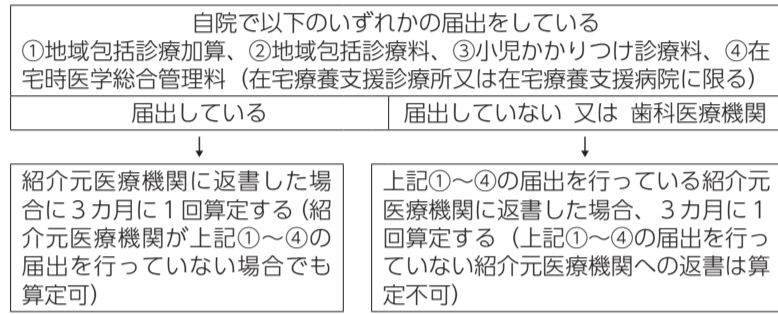 自院で以下のいずれかの届出をしている
①地域包括診療加算、②地域包括診療料、③小児かかりつけ診療料、④在
宅時医学総合管理料（在宅療養支援診療所又は在宅療養支援病院に限る）
届出している
届出していない 又は 歯科医療機関
↓
↓
紹介元医療機関に返書した場
合に３カ月に１回算定する（紹
介元医療機関が上記①～④の
届出を行っていない場合でも
算定可）
上記①～④の届出を行っている紹介元
医療機関に返書した場合、３カ月に１
回算定する（上記①～④の届出を行っ
ていない紹介元医療機関への返書は算
定不可）